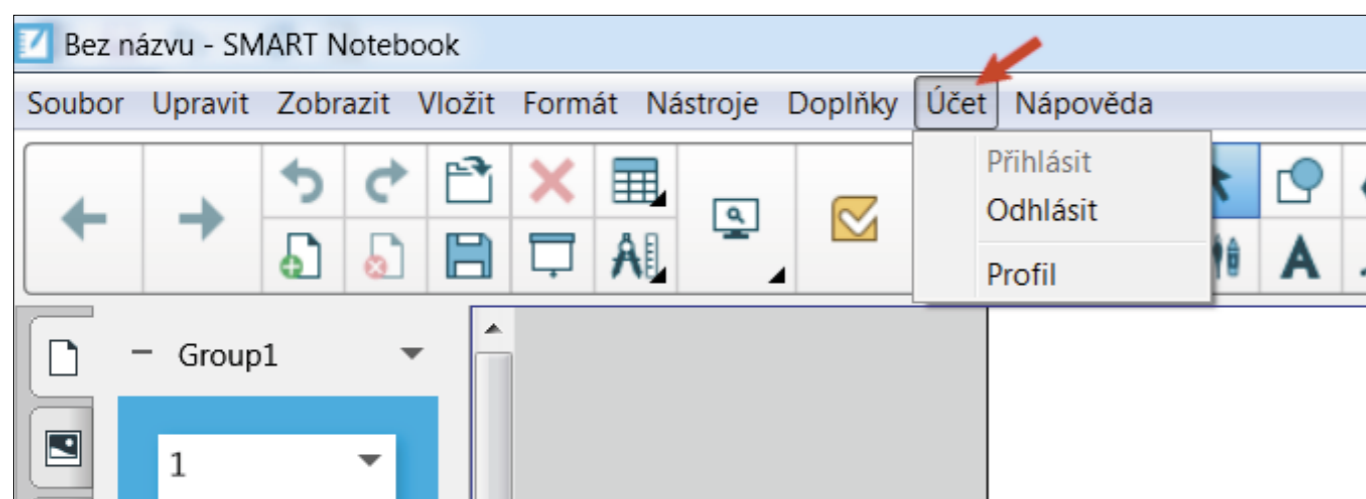 Bez názvu - SMART Notebook
Soubor Upravit Zobrazit Vložit Formát Nástroje Doplňky Účet Nápověda
Přihlásit
Odhlásit
Profil
Group1
1